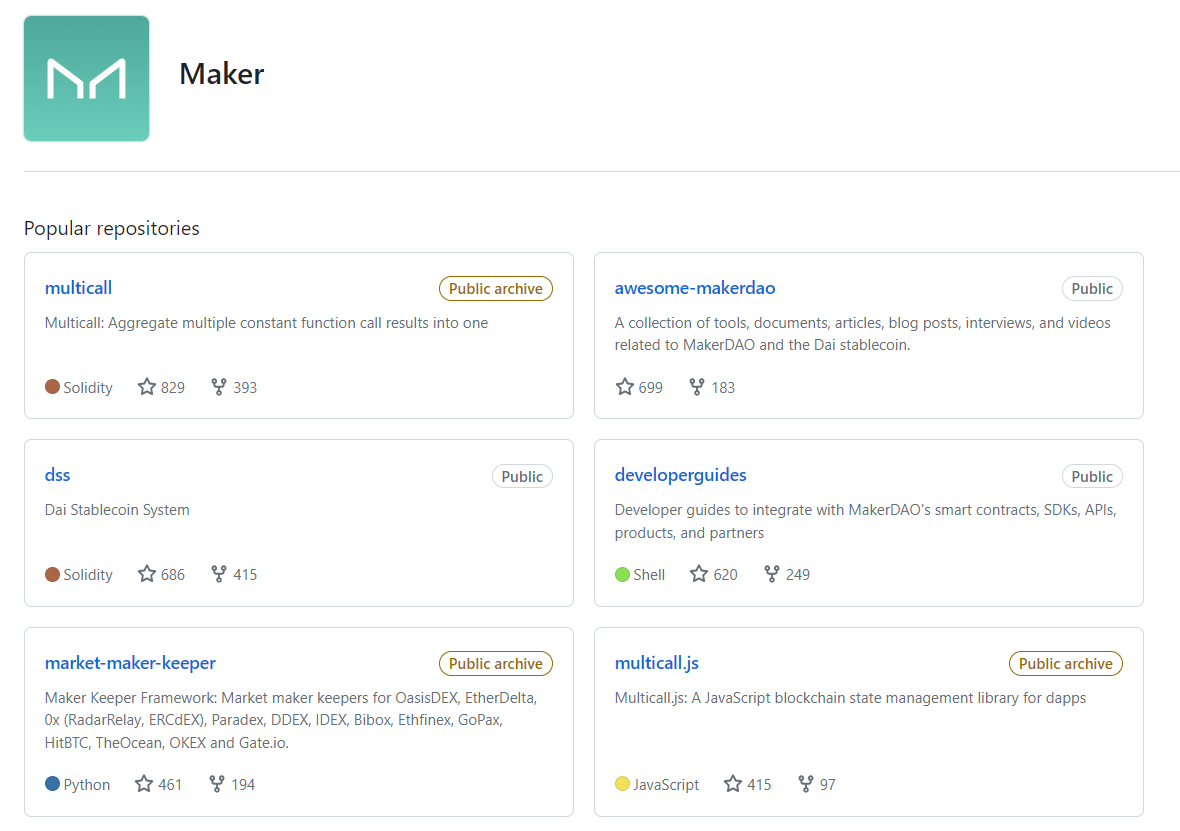 Maker
Popular repositories
multicall
Public archive
Multicall: Aggregate multiple constant function call results into one
Solidity 829 393
awesome-makerdao
Public
A collection of tools, documents, articles, blog posts, interviews, and videos
related to MakerDAO and the Dai stablecoin.
699 183
dss
Public
Dai Stablecoin System
Solidity 686 415
developerguides
Public
Developer guides to integrate with MakerDAO's smart contracts, SDKs, APIs,
products, and partners
Shell 620 249
market-maker-keeper
Public archive
Maker Keeper Framework: Market maker keepers for OasisDEX, EtherDelta,
0x (RadarRelay, ERCdEX), Paradex, DDEX, IDEX, Bibox, Ethfinex, GoPax,
HitBTC, TheOcean, OKEX and Gate.io.
Python 461 194
multicall.js
Public archive
Multicall.js: A JavaScript blockchain state management library for dapps
JavaScript 415 97